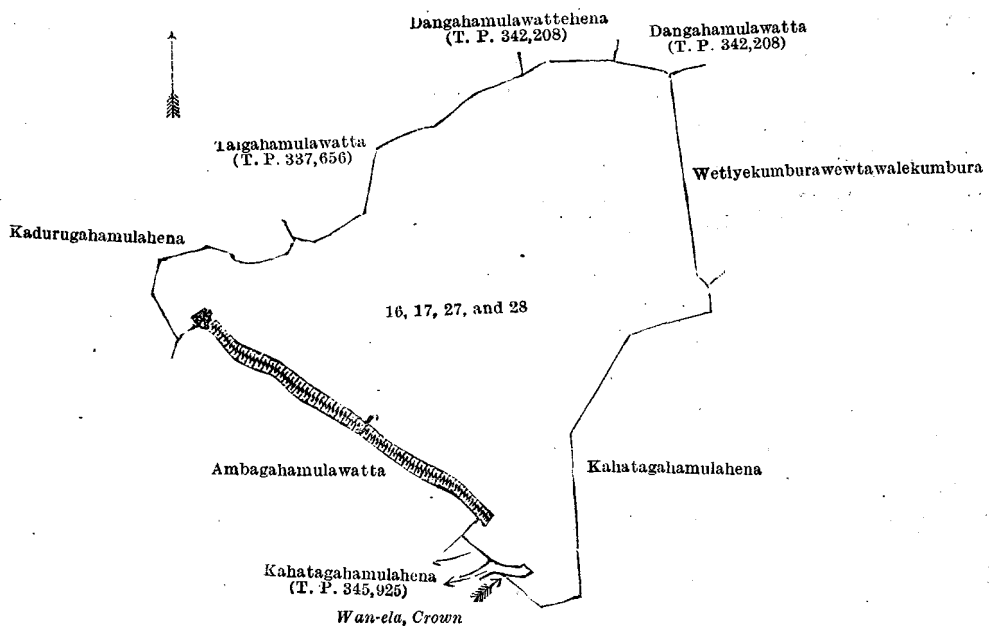 Dangahamulawattehena
(T. P. 342,208)
Dangahamulawatta
(T. P. 342,208)
Talgahamulawatta
(T. P. 337,656)
Wetiyekumburawewtawalekumbura
Kadurugahamulahena
16, 17, 27, and 28
Ambagahamulawatta
Kahatagahamulahena
Kahatagahamulahena
(T. P. 345,925)
Wan-ela, Crown